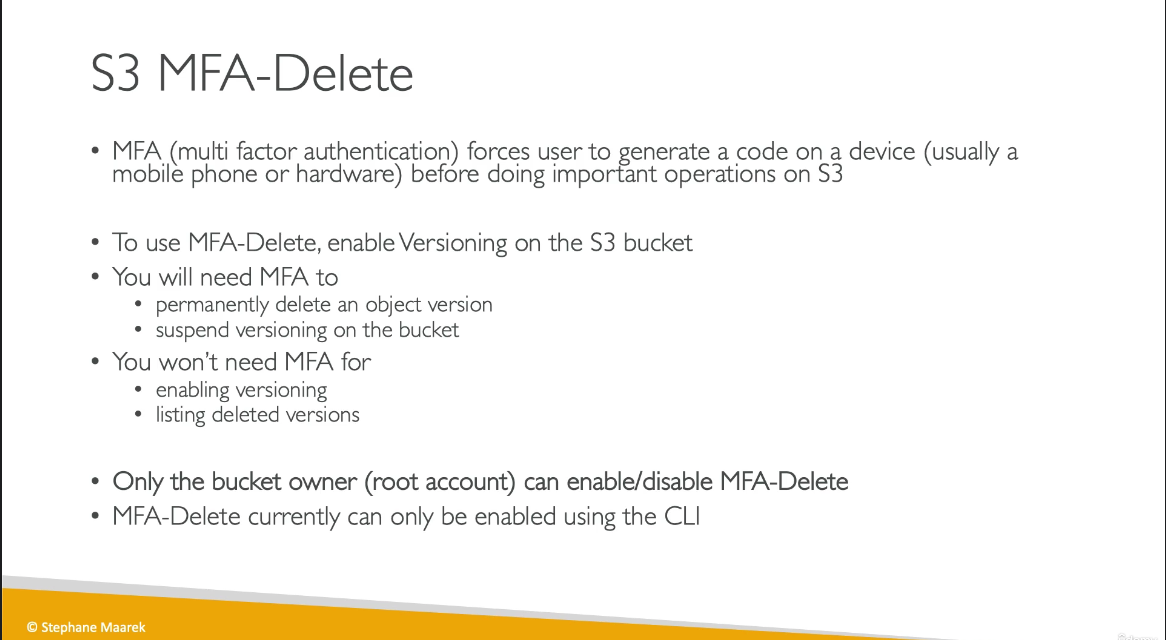 S3 MFA-Delete
• MFA (multi factor authentication) forces user to generate a code on a device (usually a
mobile phone or hardware) before doing important operations on S3
• To use MFA-Delete, enable Versioning on the S3 bucket
• You will need MFA to
• permanently delete an object version
• suspend versioning on the bucket
• You won't need MFA for
• enabling versioning
• listing deleted versions
• Only the bucket owner (root account) can enable/disable MFA-Delete
• MFA-Delete currently can only be enabled using the CLI
© Stephane Maarek